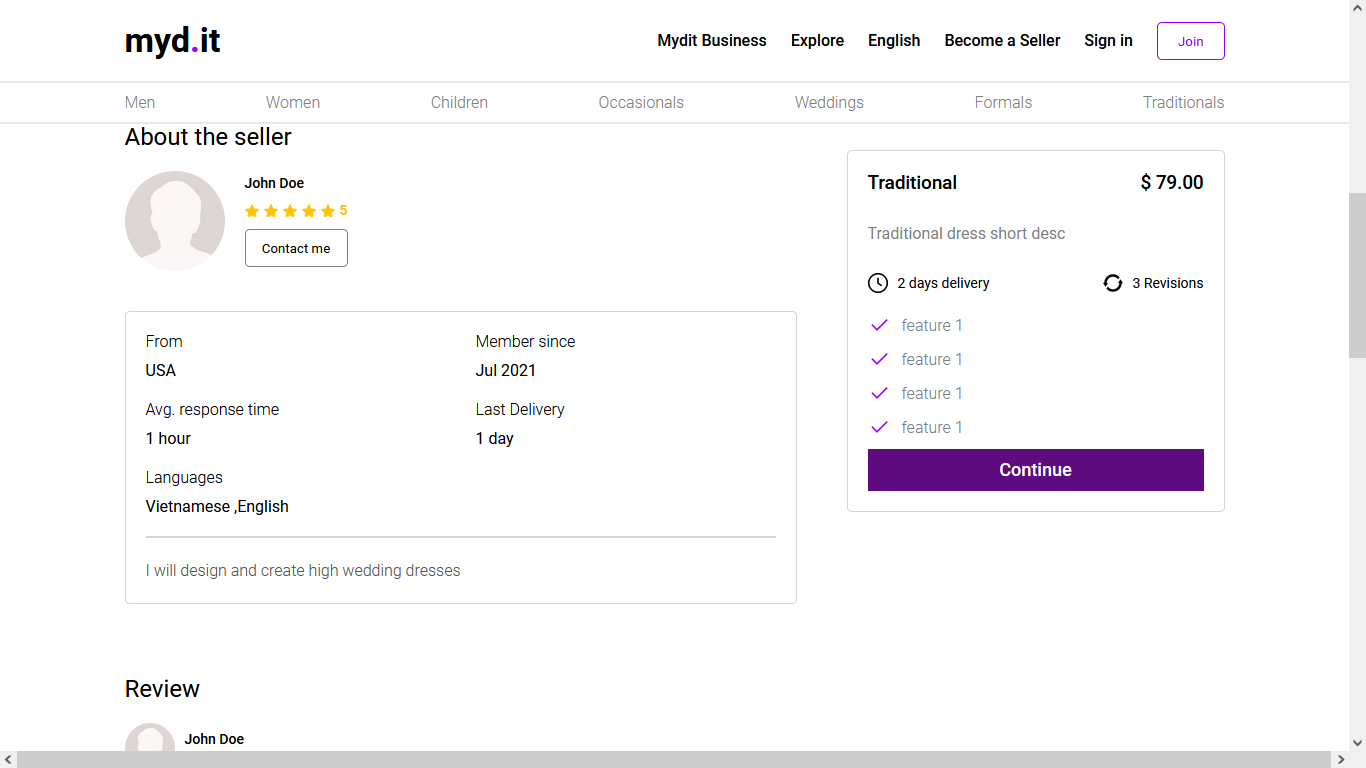 myd.it
Mydit Business Explore English Become a Seller Sign in Join
Men Women Children Occasionals Weddings Formals Traditionals
About the seller
John Doe
5
Contact me
From
USA
Member since
Jul 2021
Avg. response time
1 hour
Last Delivery
1 day
Languages
Vietnamese ,English
I will design and create high wedding dresses
Traditional $ 79.00
Traditional dress short desc
2 days delivery 3 Revisions
feature 1
feature 1
feature 1
feature 1
Continue
Review
John Doe